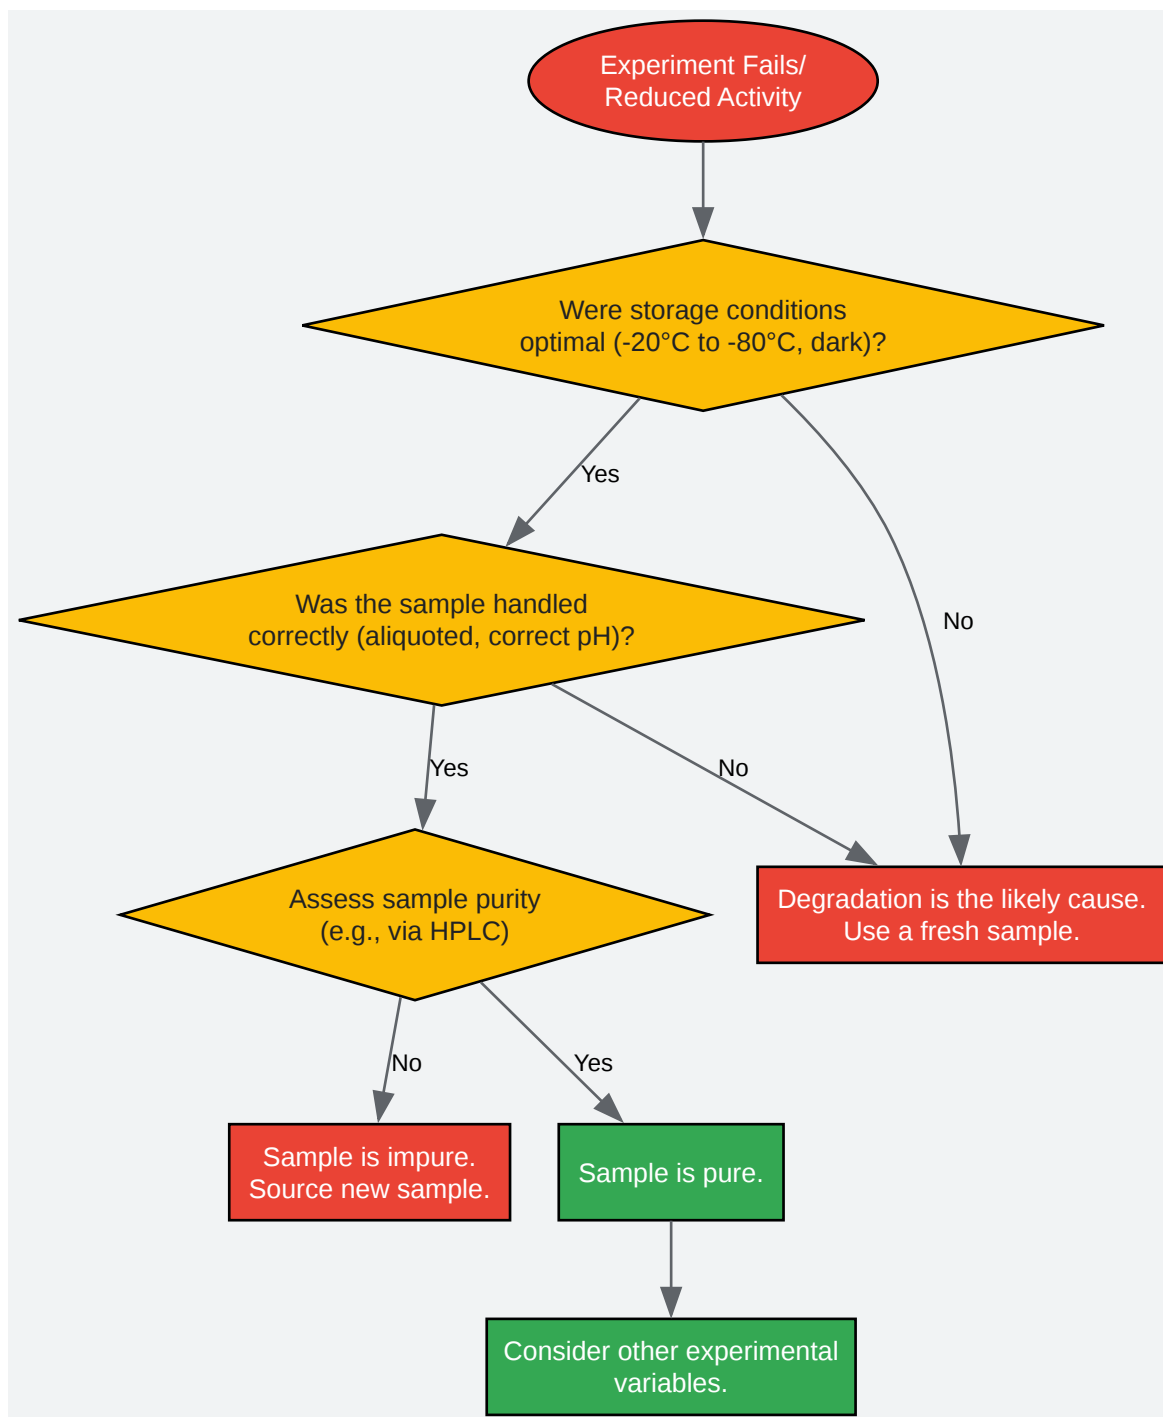 Experiment Fails/
Reduced Activity
Were storage conditions
optimal (-20°C to -80°C, dark)?
Yes
No
Was the sample handled
correctly (aliquoted, correct pH)?
Yes
No
Assess sample purity
(e.g., via HPLC)
Degradation is the likely cause.
Use a fresh sample.
No
Yes
Sample is impure.
Source new sample.
Sample is pure.
Consider other experimental
variables.